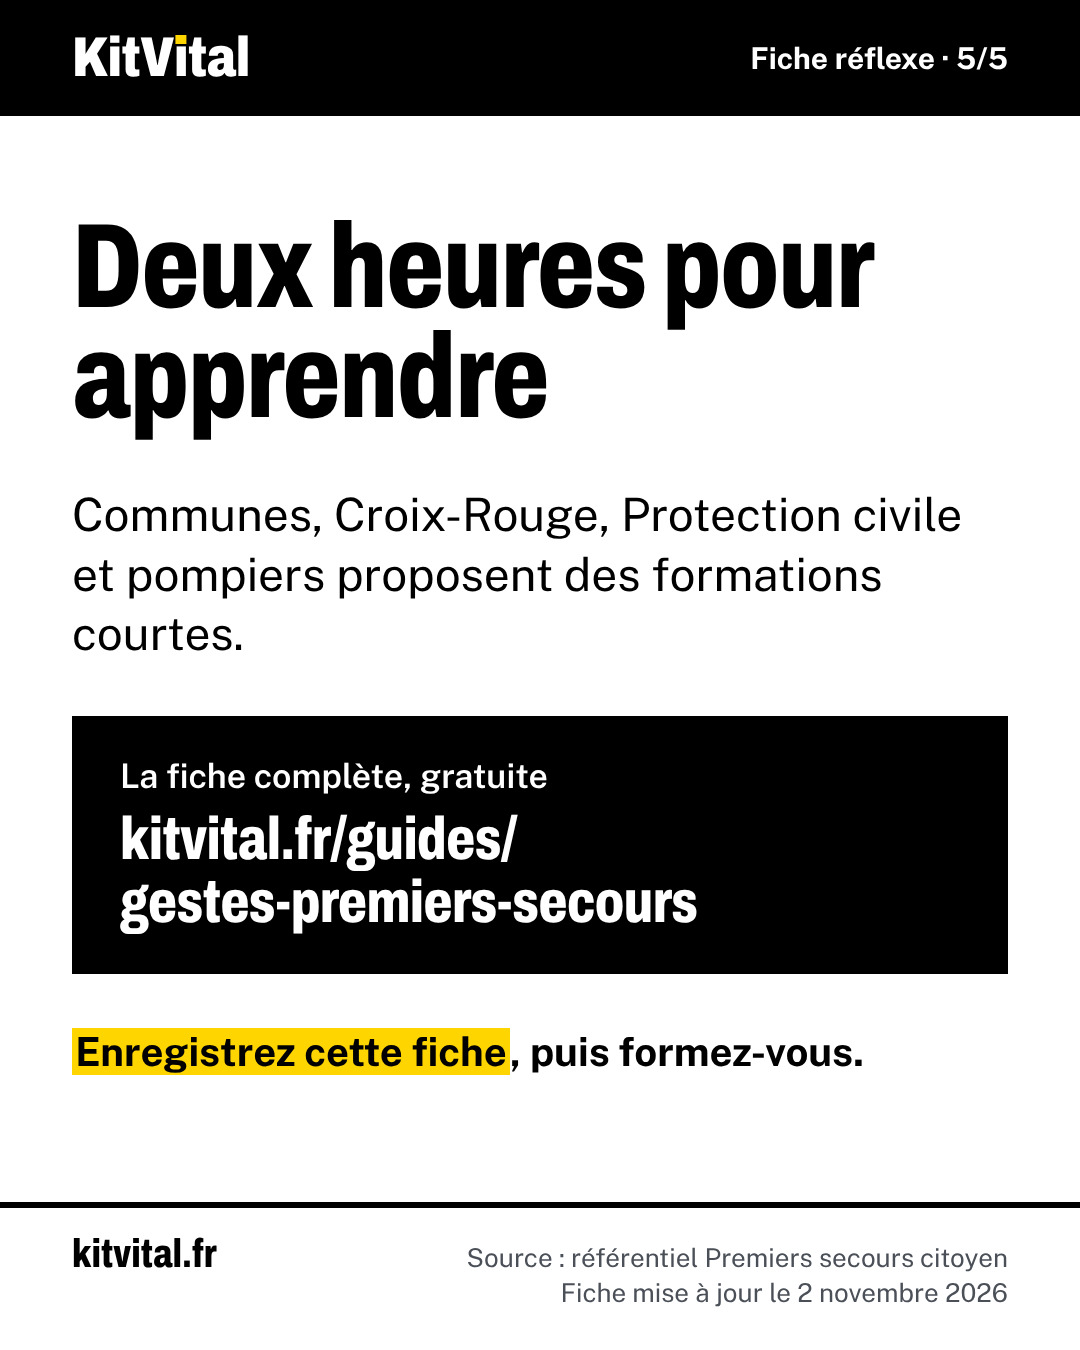 KitVital
Fiche réflexe · 5/5
Deux heures pour
apprendre
Communes, Croix-Rouge, Protection civile
et pompiers proposent des formations
courtes.
La fiche complète, gratuite
kitvital.fr/guides/
gestes-premiers-secours
Enregistrez cette fiche, puis formez-vous.
kitvital.fr
Source : référentiel Premiers secours citoyen
Fiche mise à jour le 2 novembre 2026